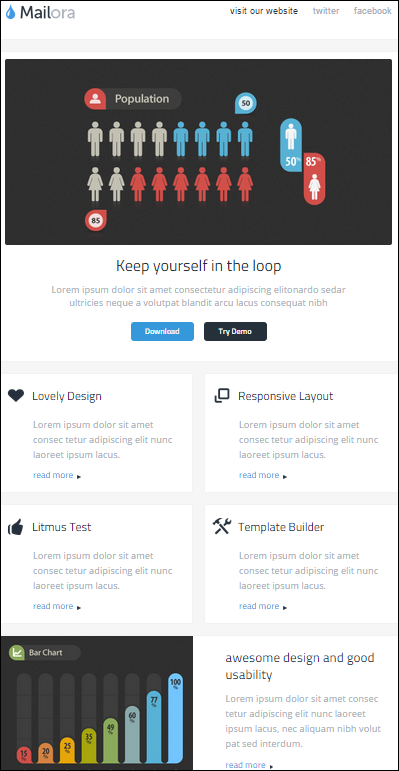 Mailora
visit our website twitter facebook
Population
50
50%
85%
85
Keep yourself in the loop
Lorem ipsum dolor sit amet consectetur adipiscing elitonardo sedar
ultricies neque a volutpat blandit arcu lacus consequat nibh
Download Try Demo
Lovely Design
Lorem ipsum dolor sit amet
consec tetur adipiscing elit nunc
laoreet ipsum lacus.
read more
Responsive Layout
Lorem ipsum dolor sit amet
consec tetur adipiscing elit nunc
laoreet ipsum lacus.
read more
Litmus Test
Lorem ipsum dolor sit amet
consec tetur adipiscing elit nunc
laoreet ipsum lacus.
read more
Template Builder
Lorem ipsum dolor sit amet
consec tetur adipiscing elit nunc
laoreet ipsum lacus.
read more
Bar Chart
15%
20%
25%
35%
49%
60%
77%
100%
awesome design and good
usability
Lorem ipsum dolor sit amet,
consec tetur adipiscing elit nunc
laoreet ipsum lacus, nec aliquam nibh volut
pat sed interdum.
read more